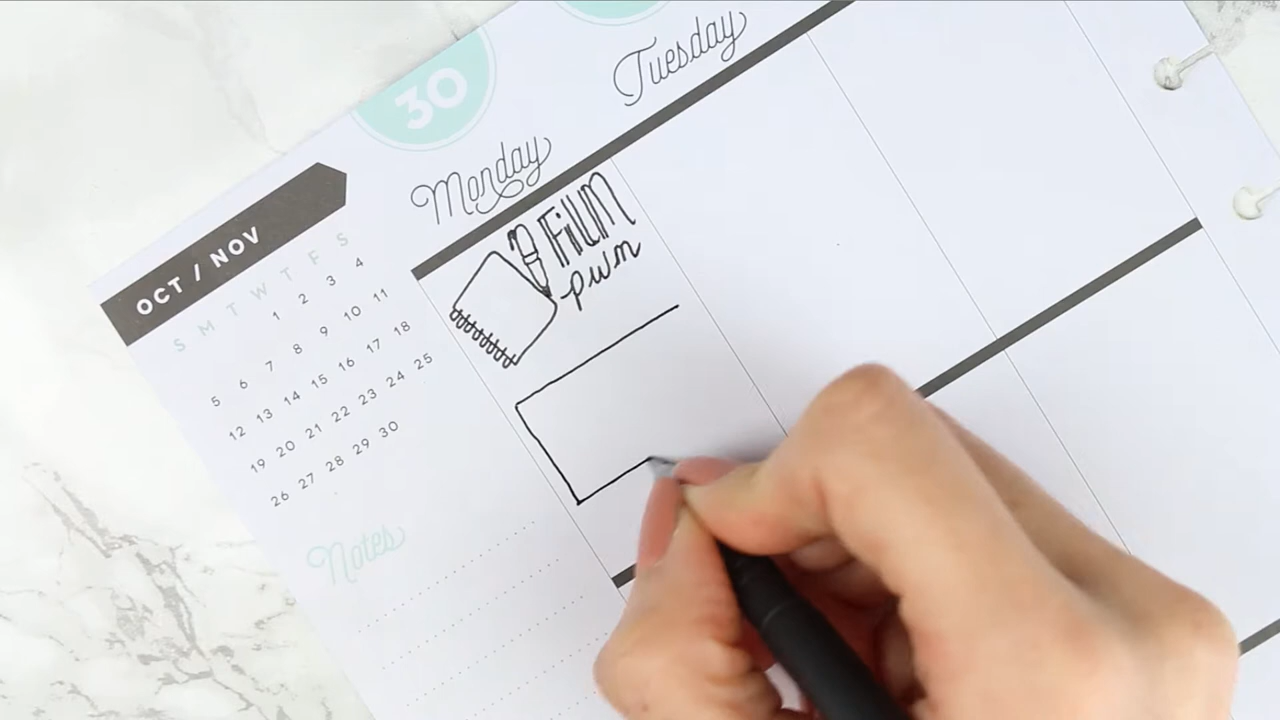 30
Monday
Tuesday
OCT / NOV
S M T W T F S
1 2 3 4
5 6 7 8 9 10 11
12 13 14 15 16 17 18
19 20 21 22 23 24 25
26 27 28 29 30
Notes
FiLM
pwm